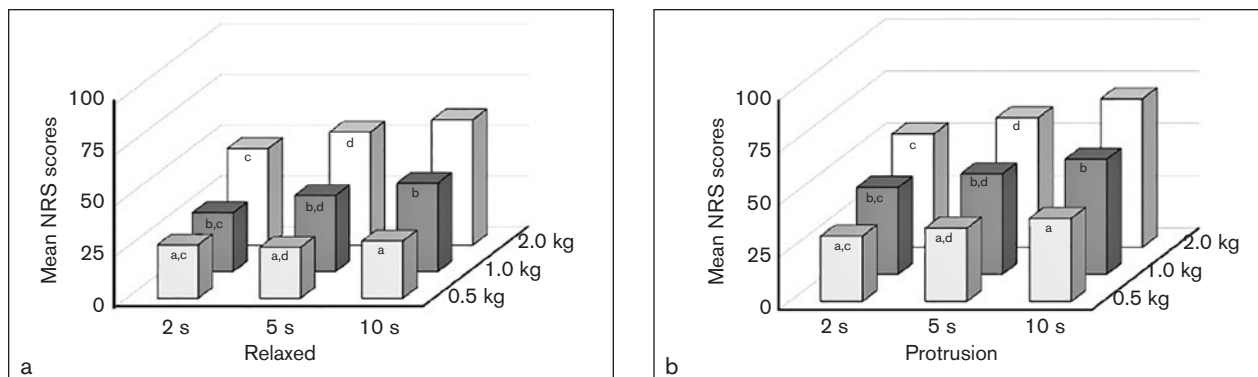 100
75
50
25
0
Mean NRS scores
c
d
b,c
b,d
b
a,c
a,d
a
2.0 kg
1.0 kg
0.5 kg
2 s
5 s
10 s
Relaxed
a
100
75
50
25
0
Mean NRS scores
c
d
b,c
b,d
b
a,c
a,d
a
2.0 kg
1.0 kg
0.5 kg
2 s
5 s
10 s
Protrusion
b